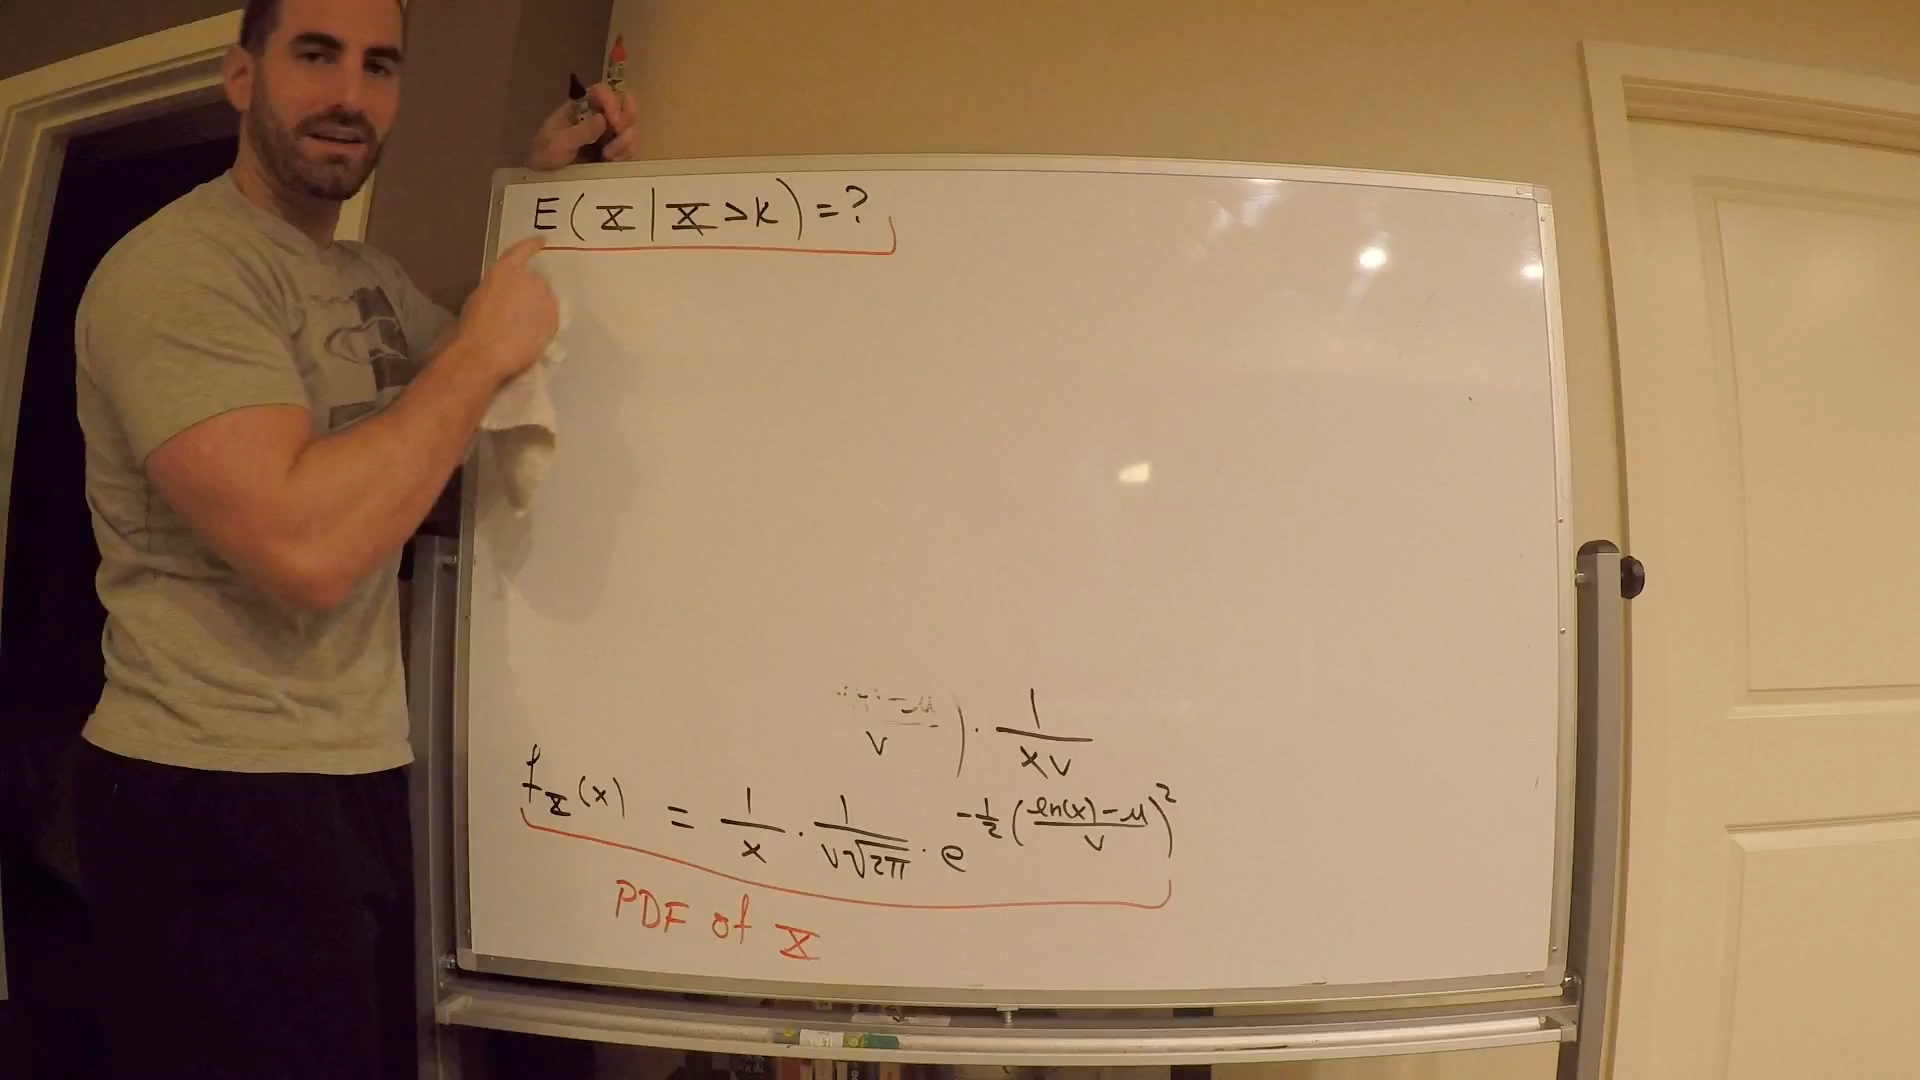 E(X|X>K)=?
v ) · 1/xv
f_X(x) = 1/x · 1/v√2π · e^-1/2(ln(x)-μ/v)^2
PDF of X